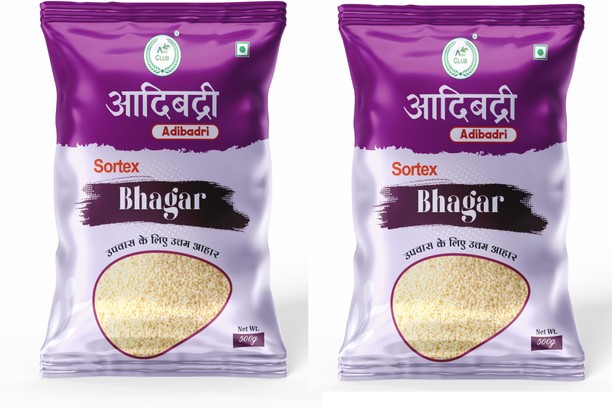 CLUB
आदिबद्री
Adibadri
Sortex
Bhagar
उपवास के लिए उत्तम आहार
Net Wt.
500g
CLUB
आदिबद्री
Adibadri
Sortex
Bhagar
उपवास के लिए उत्तम आहार
Net Wt.
500g